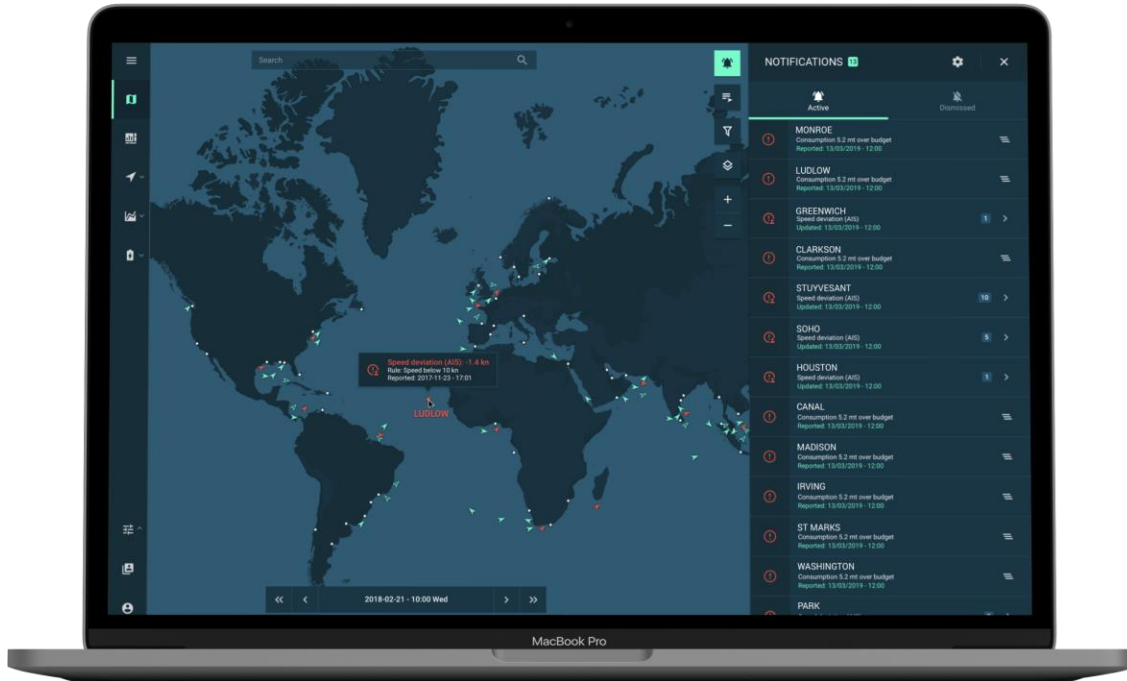 Search
NOTIFICATIONS 13
Active
Dismissed
MONROE
Consumption 5.2 mt over budget
Reported: 13/03/2019 - 12:00
LUDLOW
Consumption 5.2 mt over budget
Reported: 13/03/2019 - 12:00
GREENWICH
Speed deviation (AIS)
Updated: 13/03/2019 - 12:00
1
CLARKSON
Consumption 5.2 mt over budget
Reported: 13/03/2019 - 12:00
STUYVESANT
Speed deviation (AIS)
Updated: 13/03/2019 - 12:00
10
SOHO
Speed deviation (AIS)
Updated: 13/03/2019 - 12:00
5
HOUSTON
Speed deviation (AIS)
Updated: 13/03/2019 - 12:00
1
CANAL
Consumption 5.2 mt over budget
Reported: 13/03/2019 - 12:00
MADISON
Consumption 5.2 mt over budget
Reported: 13/03/2019 - 12:00
IRVING
Consumption 5.2 mt over budget
Reported: 13/03/2019 - 12:00
ST MARKS
Consumption 5.2 mt over budget
Reported: 13/03/2019 - 12:00
WASHINGTON
Consumption 5.2 mt over budget
Reported: 13/03/2019 - 12:00
PARK
Speed deviation (AIS): -1.4 kn
Rule: Speed below 10 kn
Reported: 2017-11-23 - 17:01
LUDLOW
2018-02-21 - 10:00 Wed
MacBook Pro